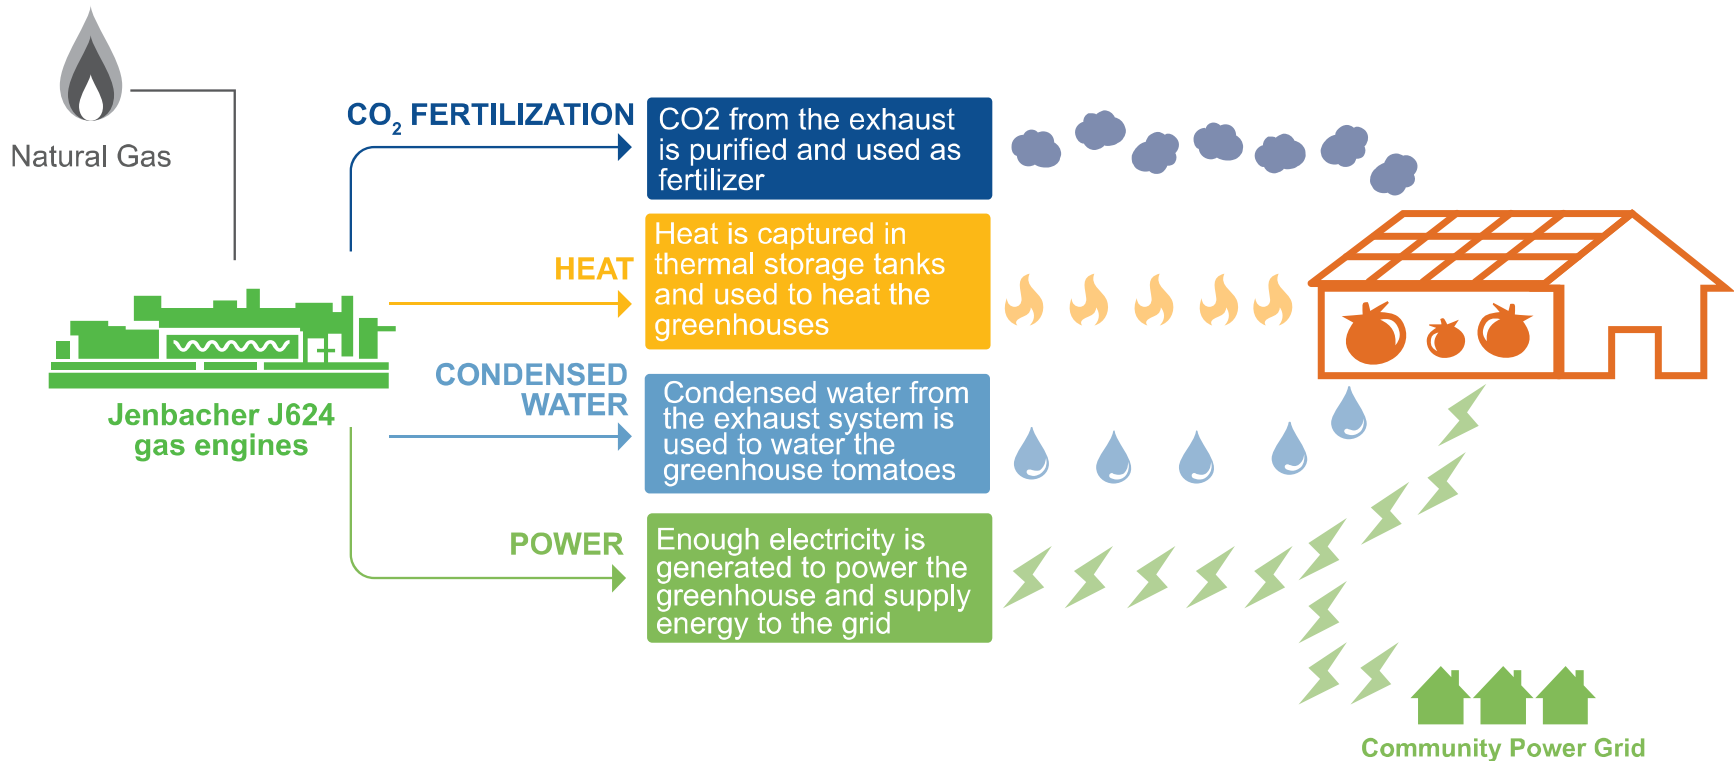 Natural Gas
Jenbacher J624
gas engines
CO₂ FERTILIZATION
CO2 from the exhaust
is purified and used as
fertilizer
HEAT
Heat is captured in
thermal storage tanks
and used to heat the
greenhouses
CONDENSED
WATER
Condensed water from
the exhaust system is
used to water the
greenhouse tomatoes
POWER
Enough electricity is
generated to power the
greenhouse and supply
energy to the grid
Community Power Grid